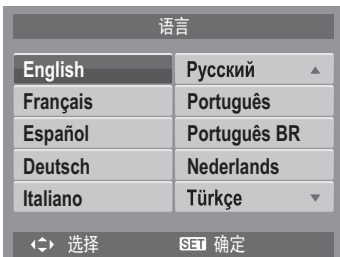 语言
English
Русский
Français
Português
Español
Português BR
Deutsch
Nederlands
Italiano
Türkçe
选择
SET 确定